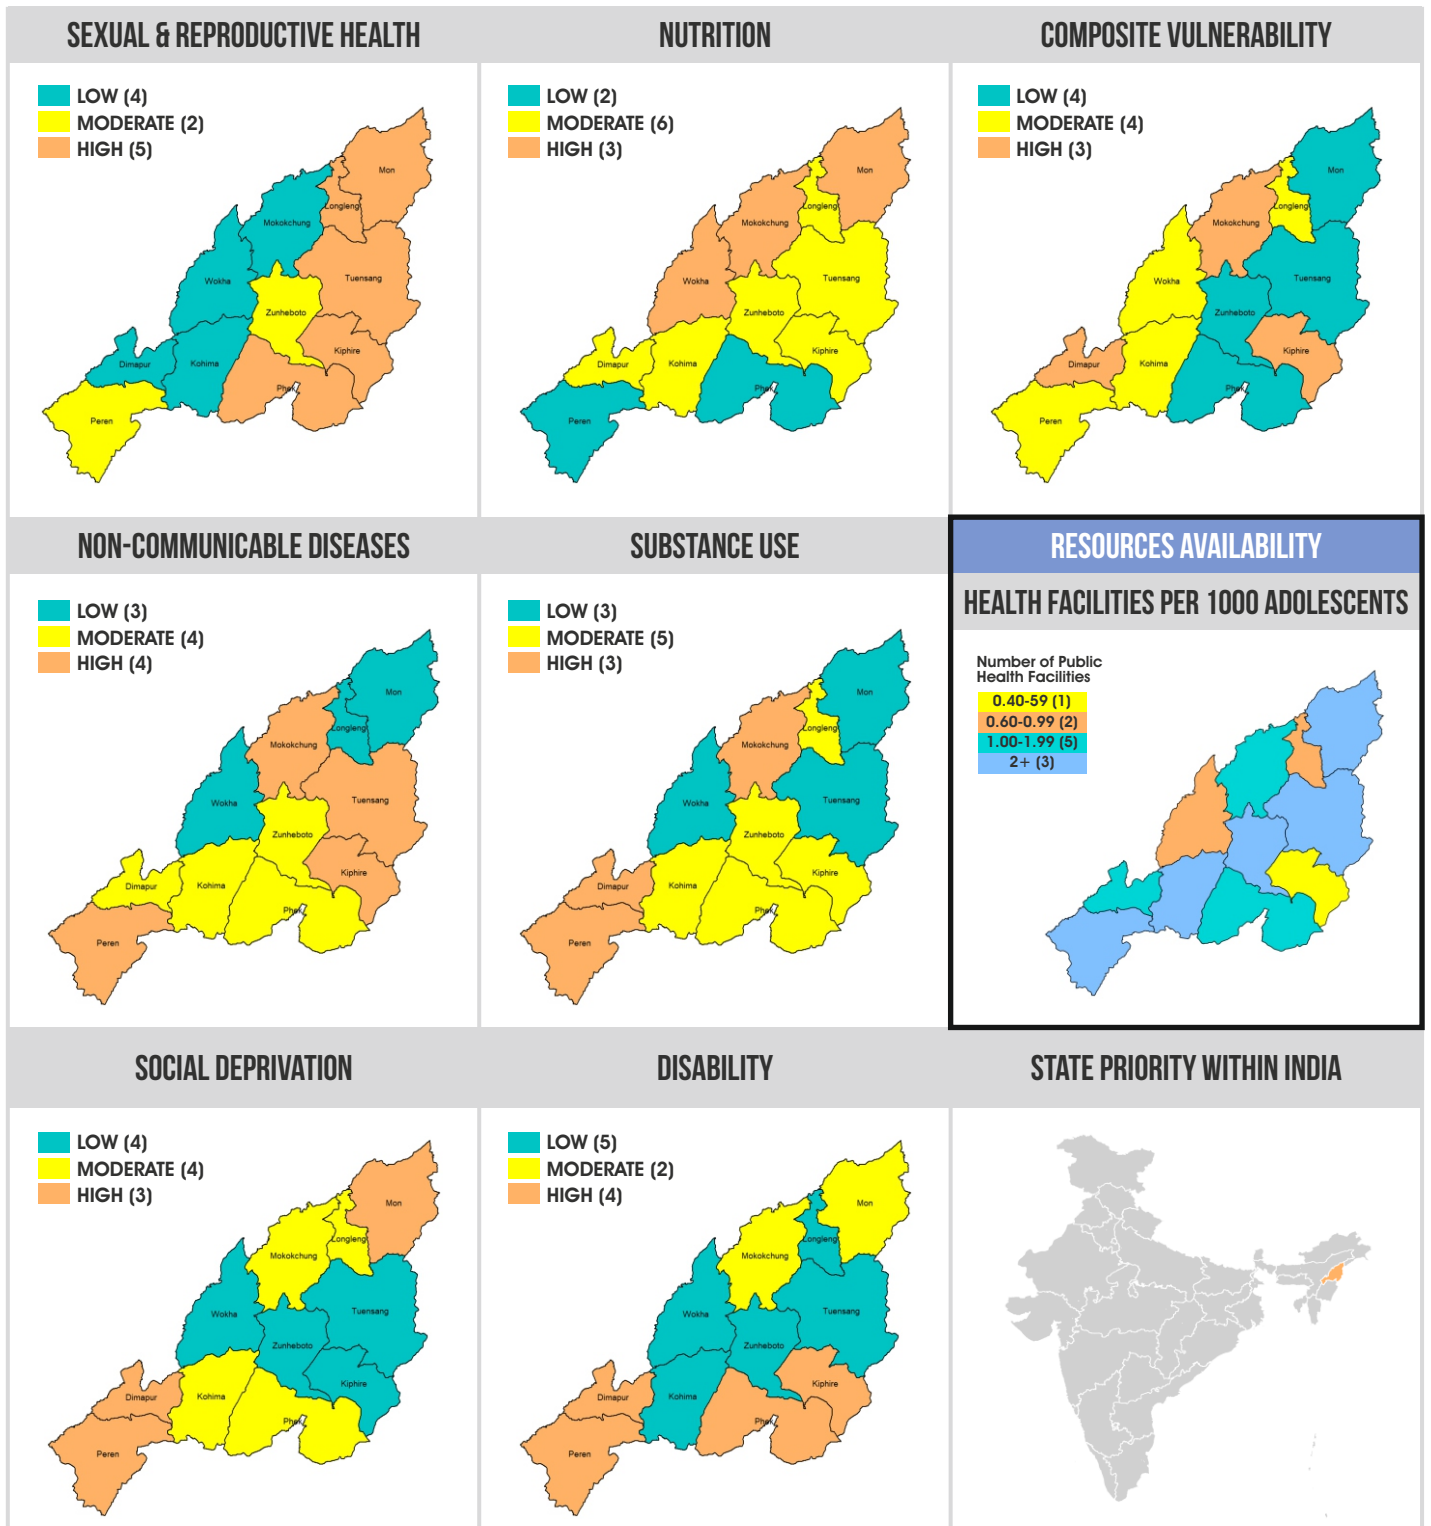 SEXUAL & REPRODUCTIVE HEALTH
LOW (4)
MODERATE (2)
HIGH (5)
Mon
Longleng
Mokokchung
Tuensang
Wokha
Zunheboto
Kiphire
Dimapur
Kohima
Phek
Peren
NUTRITION
LOW (2)
MODERATE (6)
HIGH (3)
Mon
Longleng
Mokokchung
Tuensang
Wokha
Zunheboto
Kiphire
Dimapur
Kohima
Phek
Peren
COMPOSITE VULNERABILITY
LOW (4)
MODERATE (4)
HIGH (3)
Mon
Longleng
Mokokchung
Tuensang
Wokha
Zunheboto
Kiphire
Dimapur
Kohima
Phek
Peren
NON-COMMUNICABLE DISEASES
LOW (3)
MODERATE (4)
HIGH (4)
Mon
Longleng
Mokokchung
Tuensang
Wokha
Zunheboto
Kiphire
Dimapur
Kohima
Phek
Peren
SUBSTANCE USE
LOW (3)
MODERATE (5)
HIGH (3)
Mon
Longleng
Mokokchung
Tuensang
Wokha
Zunheboto
Kiphire
Dimapur
Kohima
Phek
Peren
RESOURCES AVAILABILITY
HEALTH FACILITIES PER 1000 ADOLESCENTS
Number of Public
Health Facilities
0.40-59 (1)
0.60-0.99 (2)
1.00-1.99 (5)
2+ (3)
SOCIAL DEPRIVATION
LOW (4)
MODERATE (4)
HIGH (3)
Mon
Longleng
Mokokchung
Tuensang
Wokha
Zunheboto
Kiphire
Dimapur
Kohima
Phek
Peren
DISABILITY
LOW (5)
MODERATE (2)
HIGH (4)
Mon
Longleng
Mokokchung
Tuensang
Wokha
Zunheboto
Kiphire
Dimapur
Kohima
Phek
Peren
STATE PRIORITY WITHIN INDIA